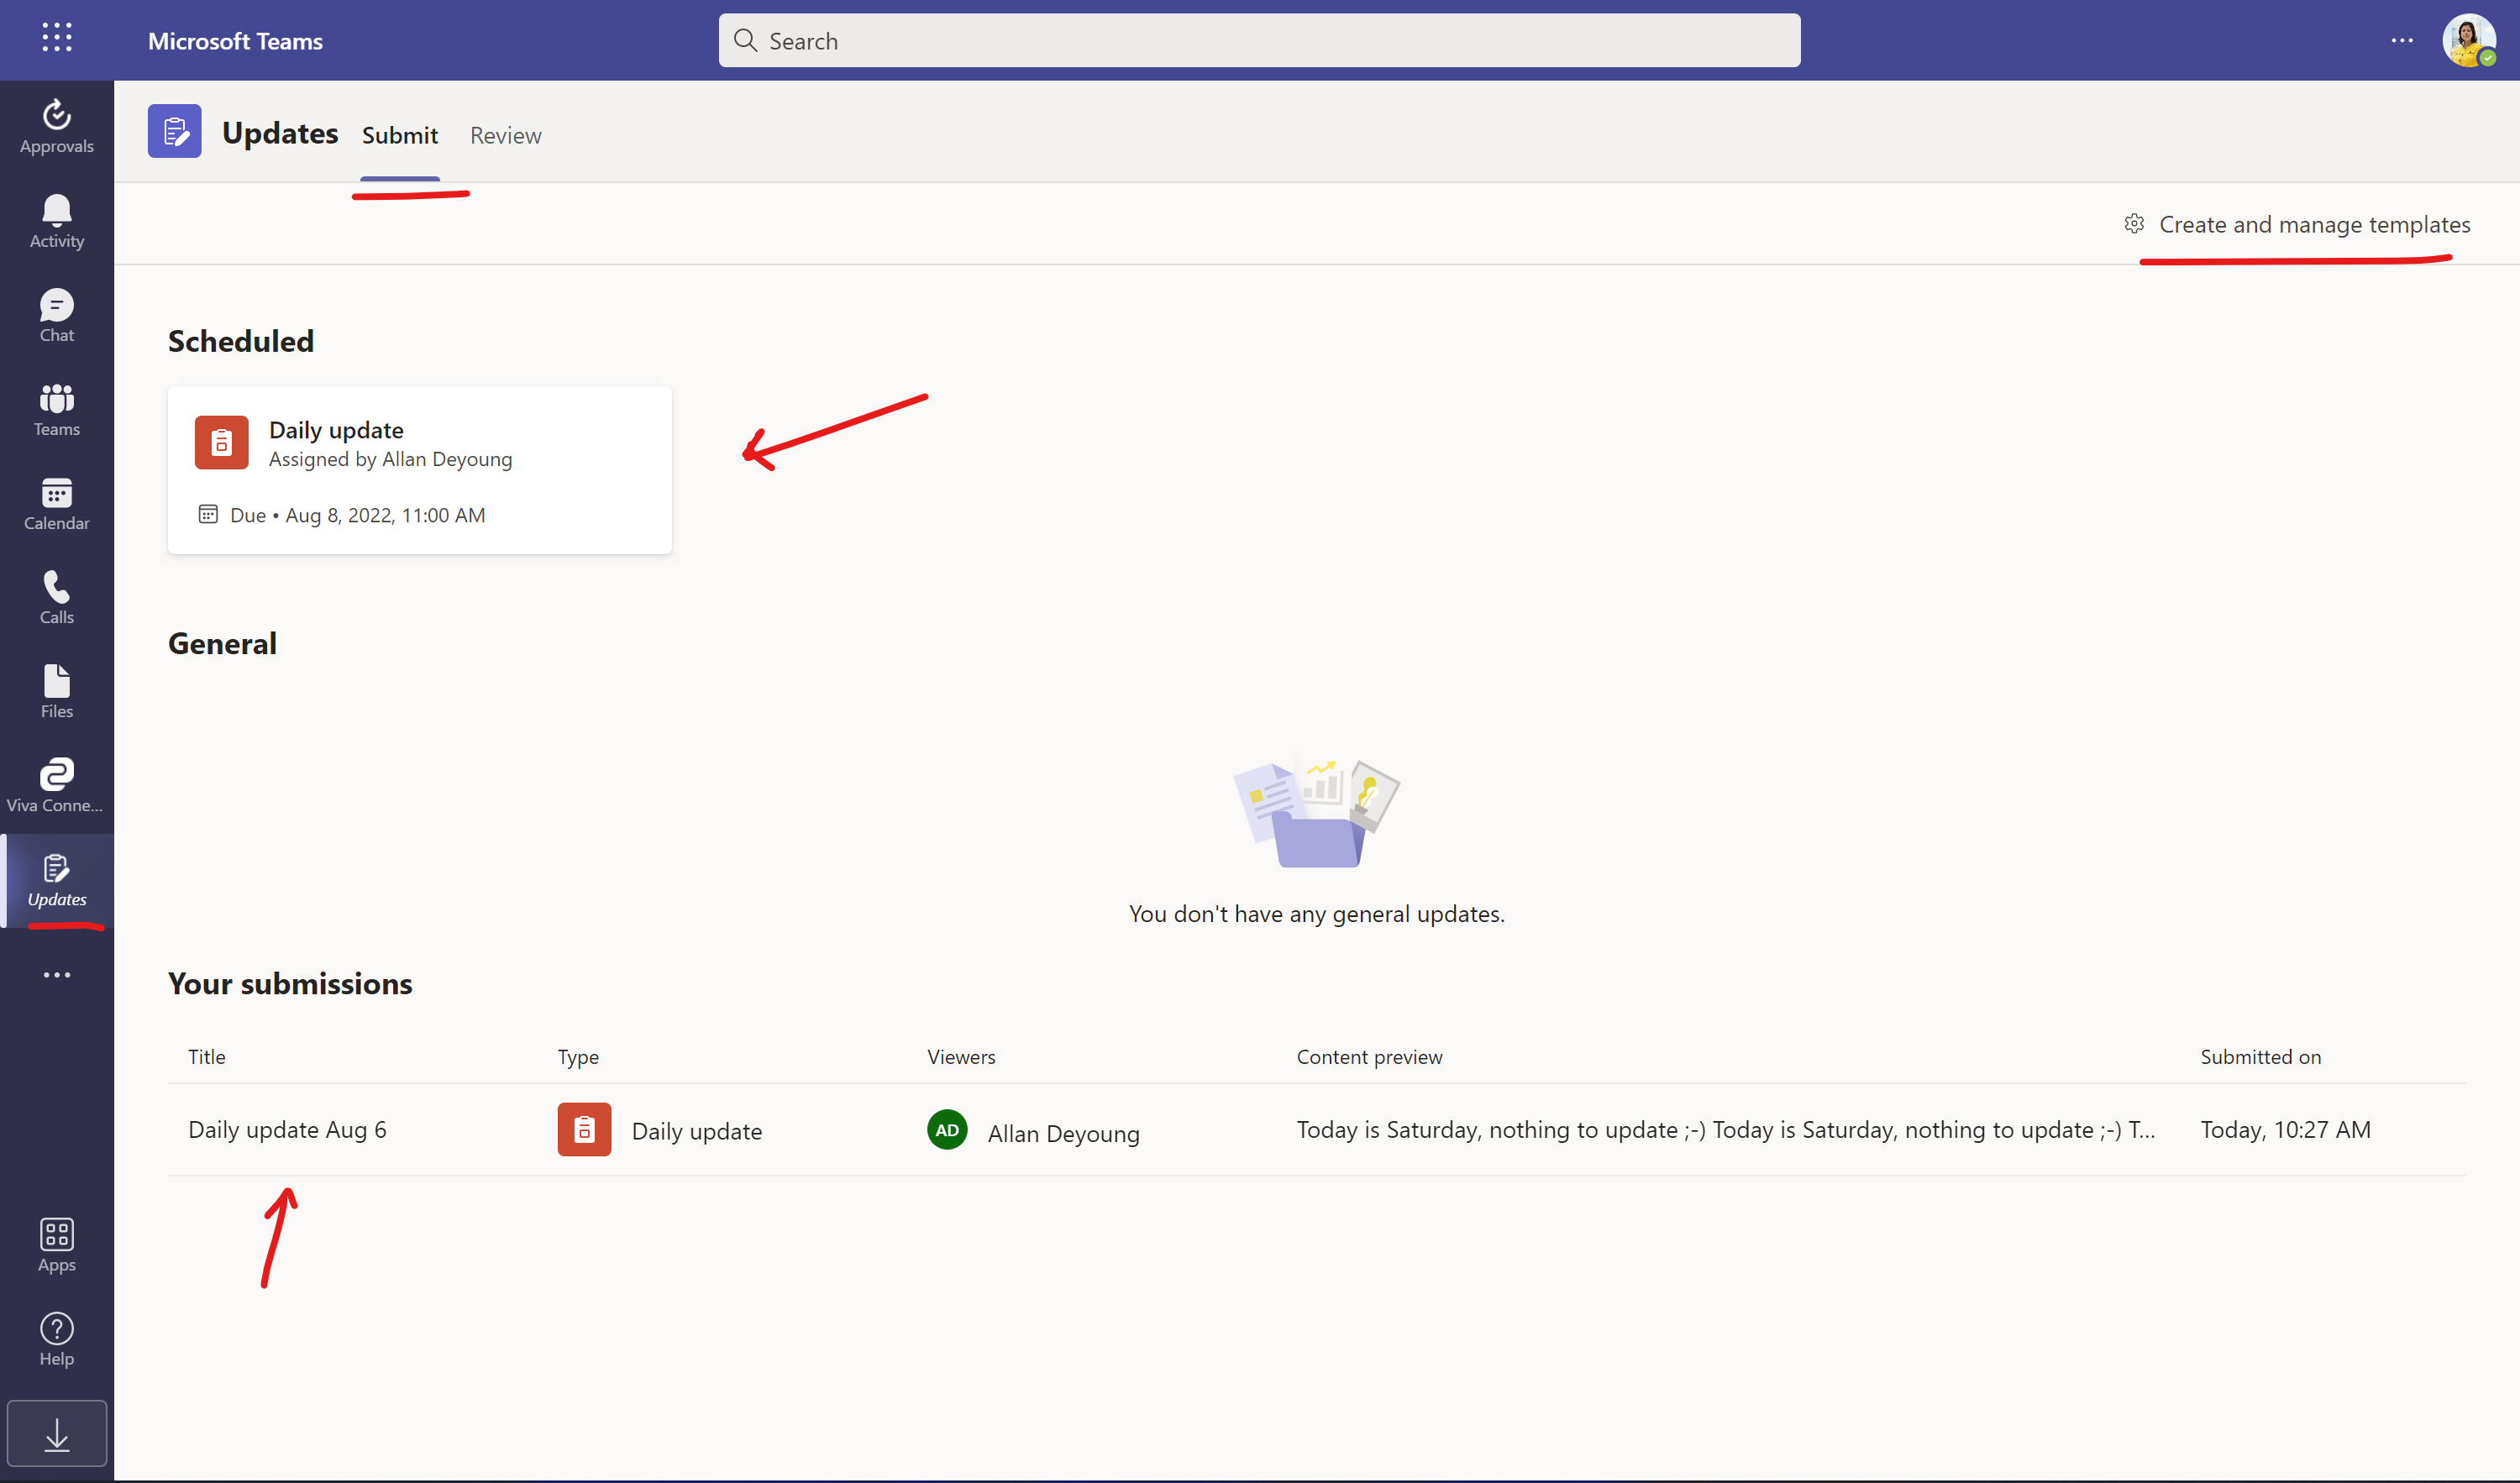 Microsoft Teams
Search
Approvals
Activity
Chat
Teams
Calendar
Calls
Files
Viva Conne...
Updates
Apps
Help
Updates
Submit
Review
Create and manage templates
Scheduled
Daily update
Assigned by Allan Deyoung
Due • Aug 8, 2022, 11:00 AM
General
You don't have any general updates.
Your submissions
Title Type Viewers Content preview Submitted on
Daily update Aug 6 Daily update AD Allan Deyoung Today is Saturday, nothing to update ;-) Today is Saturday, nothing to update ;-) T... Today, 10:27 AM